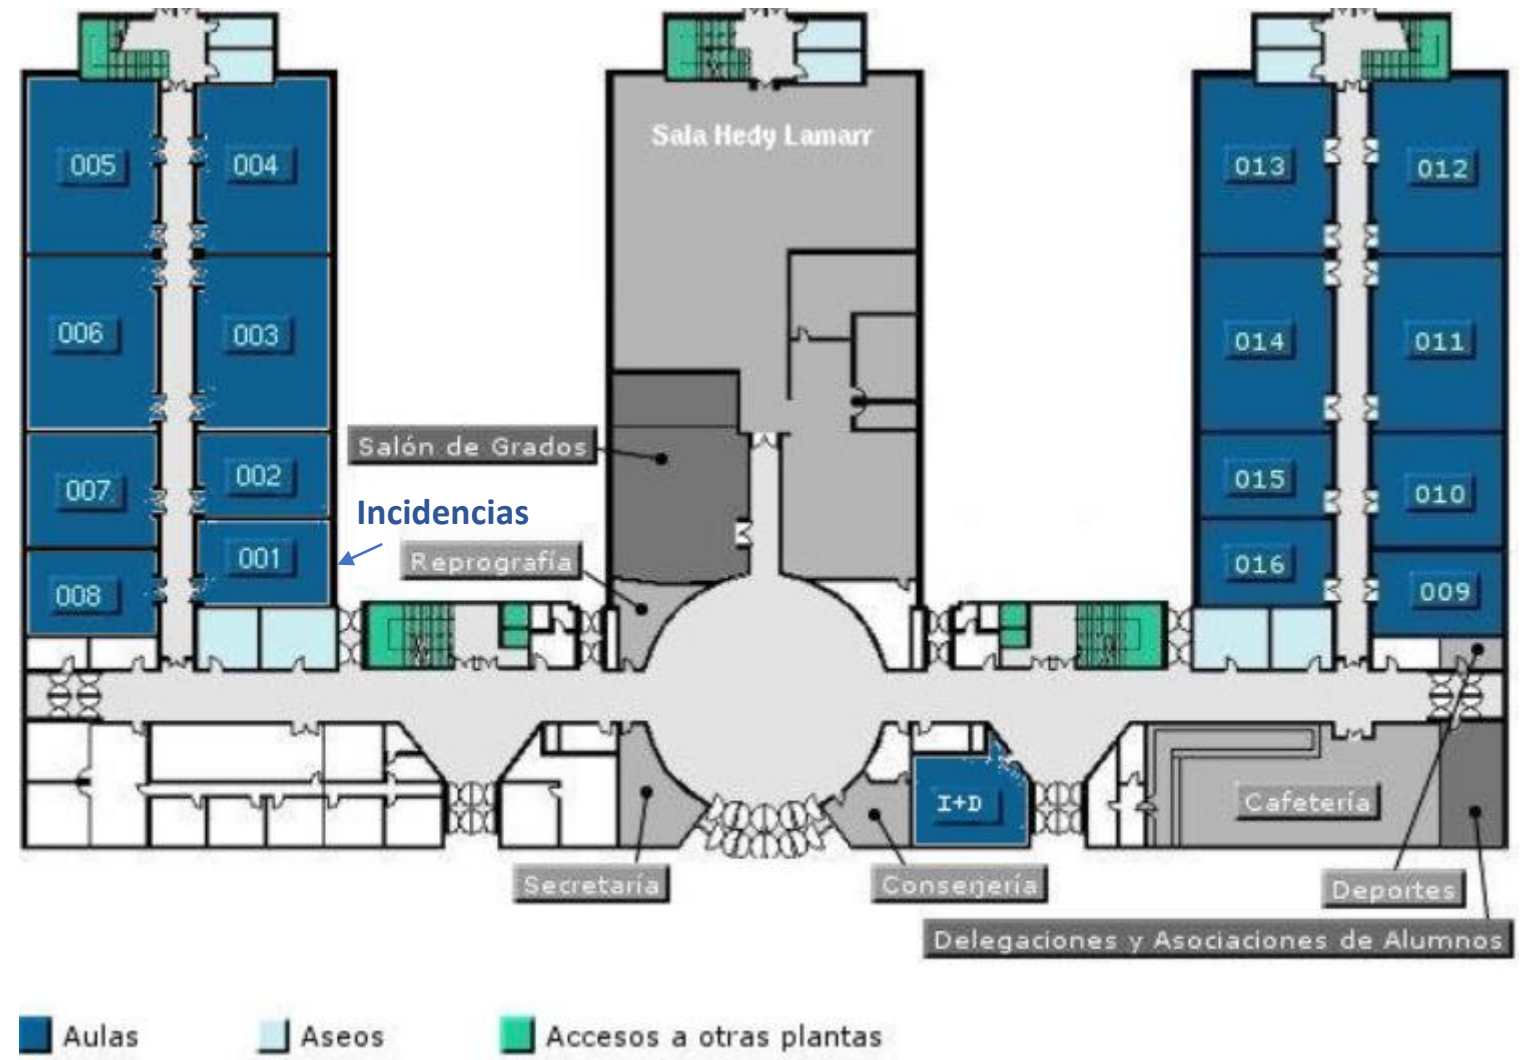 Sala Hedy Lamarr
005
004
013
012
006
003
014
011
Salón de Grados
007
002
015
010
Incidencias
Reprografía
001
016
008
009
I+D
Cafetería
Secretaría
Conserjería
Deportes
Delegaciones y Asociaciones de Alumnos
Aulas
Aseos
Accesos a otras plantas